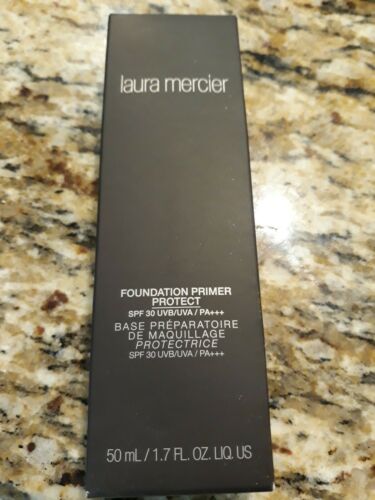 laura mercier
FOUNDATION PRIMER
PROTECT
SPF 30 UVB/UVA / PA+++
BASE PRÉPARATOIRE
DE MAQUILLAGE
PROTECTRICE
SPF 30 UVB/UVA / PA+++
50 mL / 1.7 FL. OZ. LIQ. US